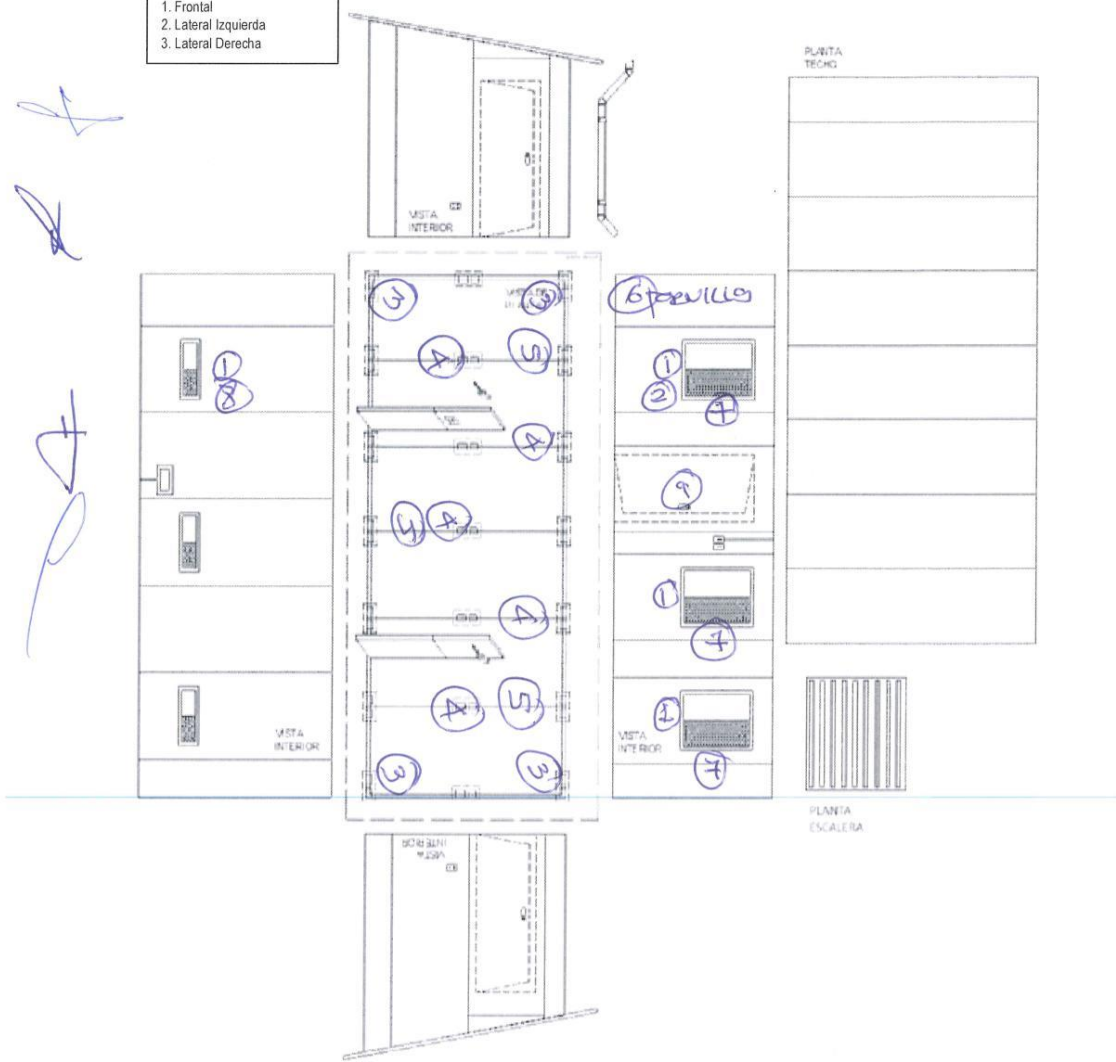 1. Frontal
2. Lateral Izquierda
3. Lateral Derecha
PLANTA
TECHO
VISTA
INTERIOR
6 TORNILLO
3
3
4
5
1
8
1
2
7
4
9
5
4
1
7
4
4
5
1
7
3
3
VISTA
INTERIOR
VISTA
INTERIOR
PLANTA
ESCALERA
VISTA
INTERIOR